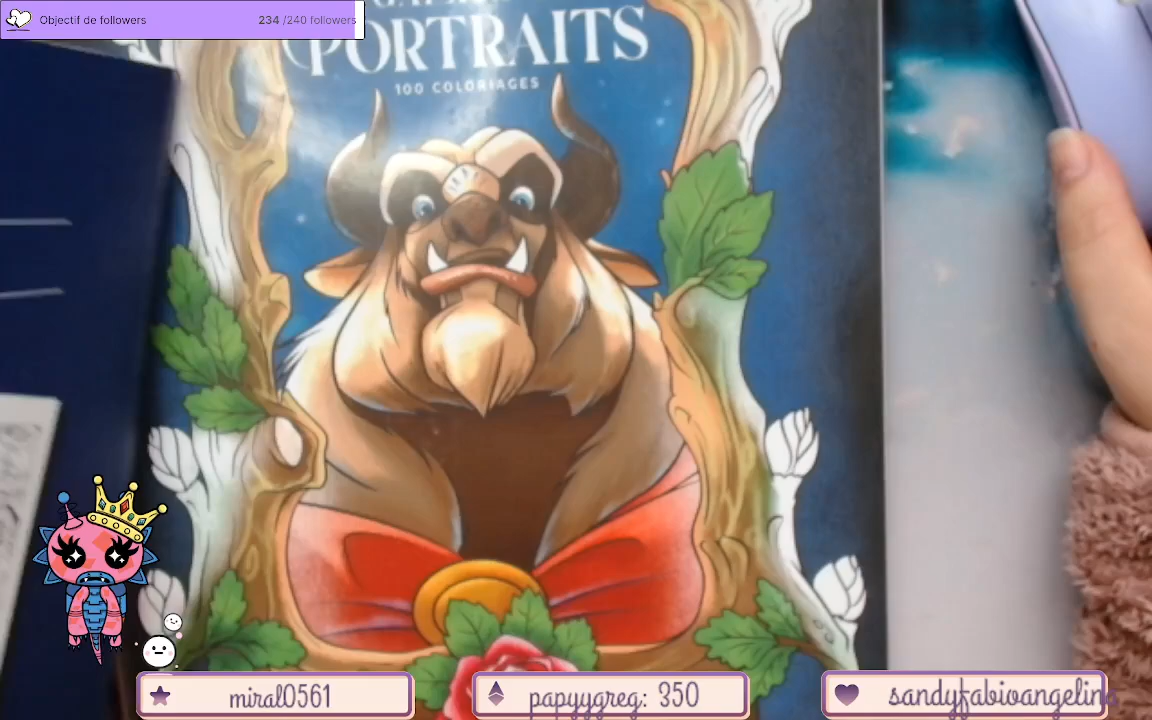 Objectif de followers 234 /240 followers
PORTRAITS
100 COLORIAGES
miral0561
papyygreg: 350
sandyfabioangelina